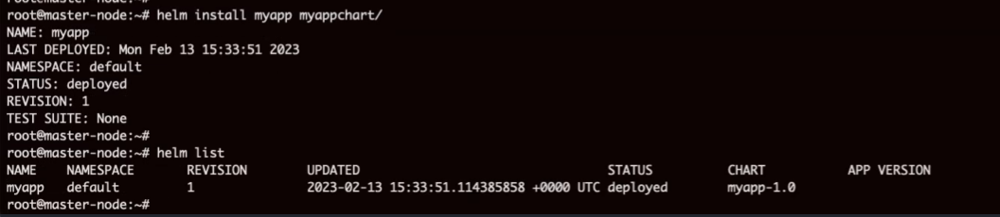 root@master-node:~#
root@master-node:~# helm install myapp myappchart/
NAME: myapp
LAST DEPLOYED: Mon Feb 13 15:33:51 2023
NAMESPACE: default
STATUS: deployed
REVISION: 1
TEST SUITE: None
root@master-node:~#
root@master-node:~# helm list
NAME NAMESPACE REVISION UPDATED STATUS CHART APP VERSION
myapp default 1 2023-02-13 15:33:51.114385858 +0000 UTC deployed myapp-1.0
root@master-node:~#